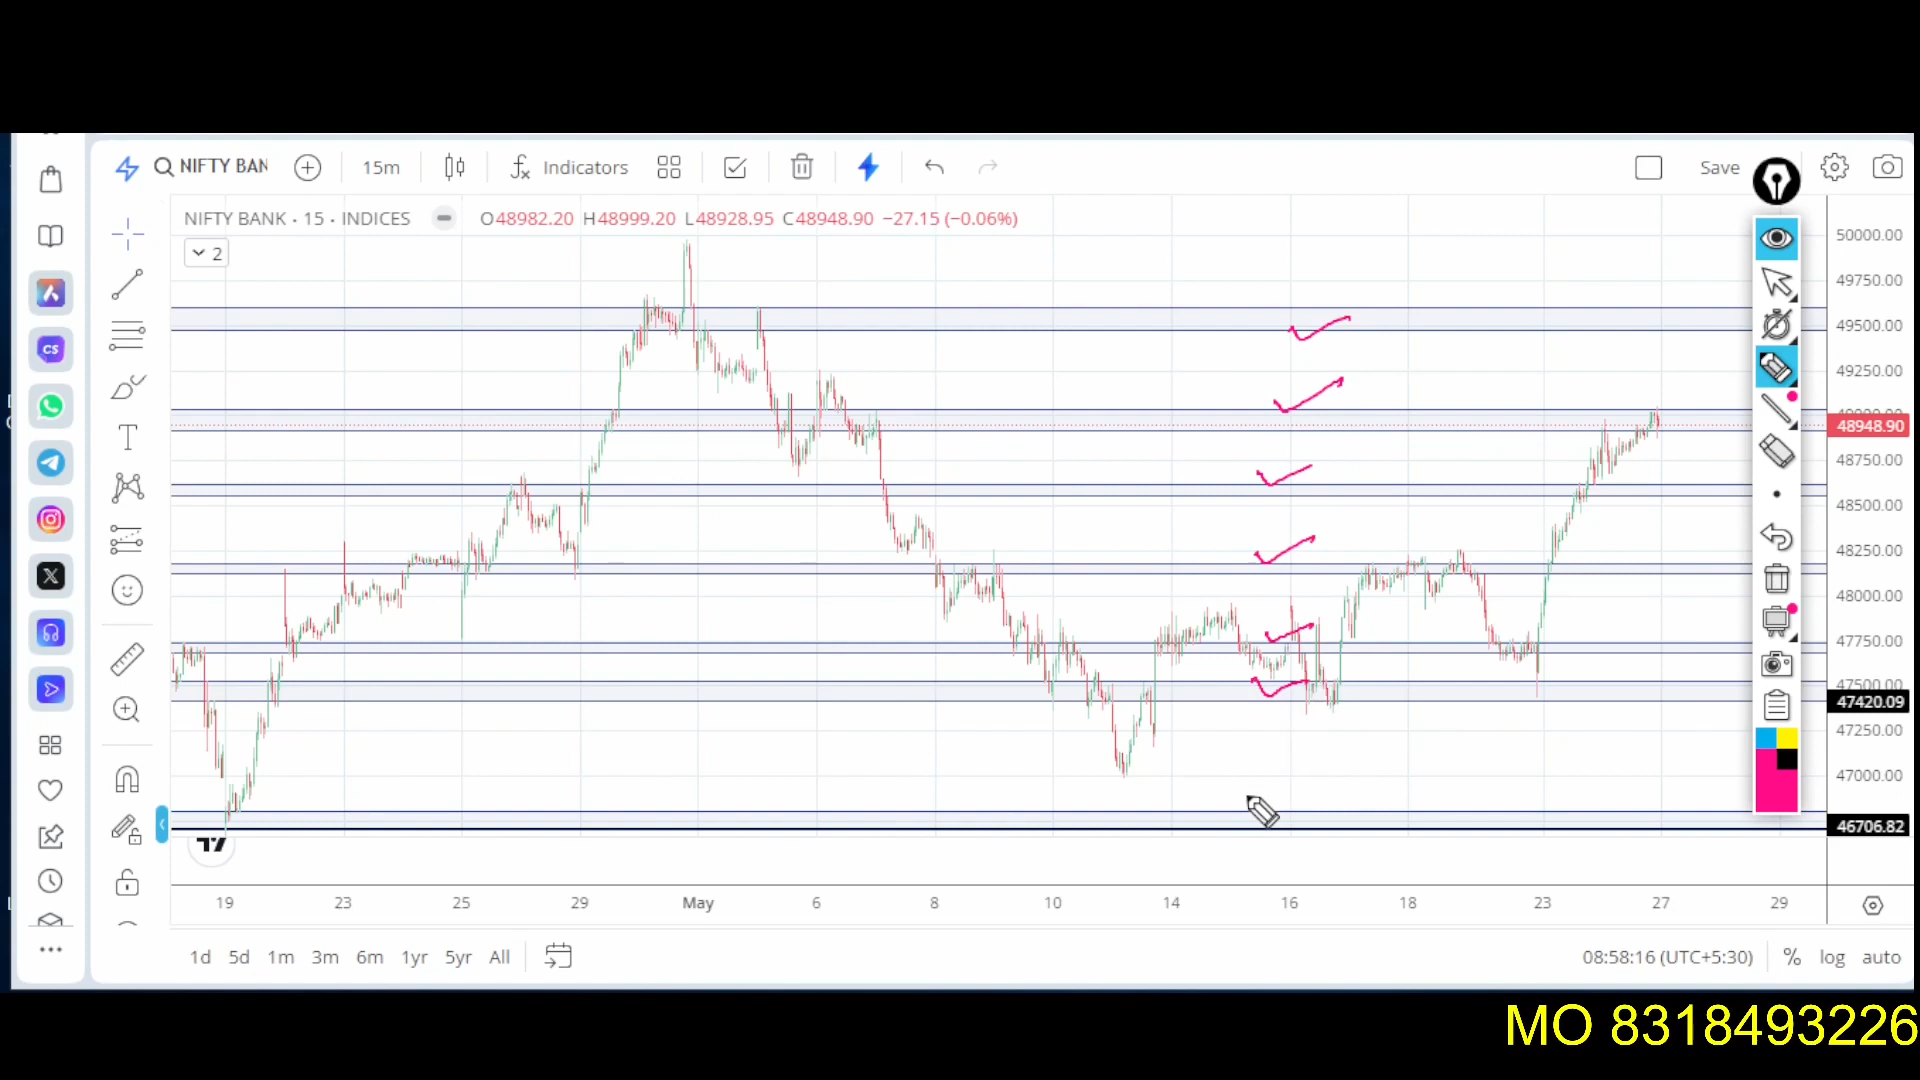 NIFTY BAN
15m
Indicators
Save
NIFTY BANK · 15 · INDICES O48982.20 H48999.20 L48928.95 C48948.90 −27.15 (−0.06%)
2
50000.00
49750.00
49500.00
49250.00
48948.90
48750.00
48500.00
48250.00
48000.00
47750.00
47500.00
47420.09
47250.00
47000.00
46706.82
CS
19 23 25 29 May 6 8 10 14 16 18 23 27 29
1d 5d 1m 3m 6m 1yr 5yr All
08:58:16 (UTC+5:30) % log auto
MO 8318493226